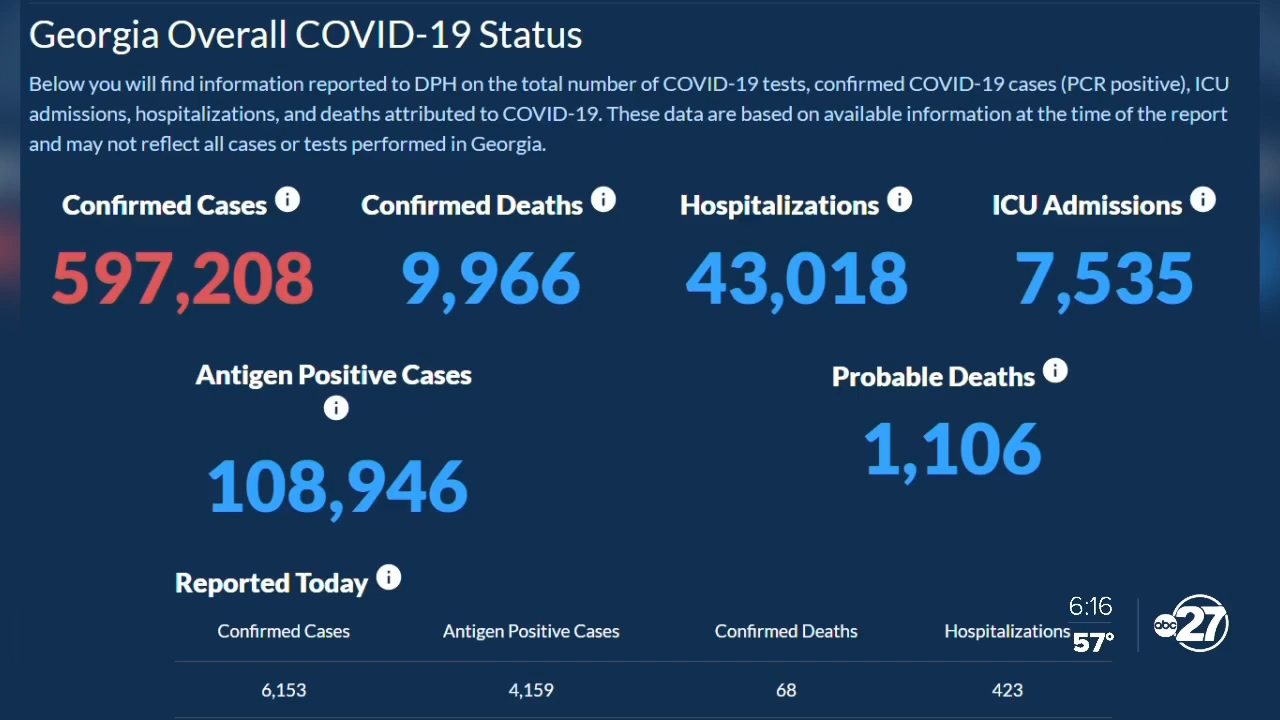 Georgia Overall COVID-19 Status
Below you will find information reported to DPH on the total number of COVID-19 tests, confirmed COVID-19 cases (PCR positive), ICU
admissions, hospitalizations, and deaths attributed to COVID-19. These data are based on available information at the time of the report
and may not reflect all cases or tests performed in Georgia.
Confirmed Cases i Confirmed Deaths i Hospitalizations i ICU Admissions i
597,208 9,966 43,018 7,535
Antigen Positive Cases
i
108,946
Probable Deaths i
1,106
Reported Today i
Confirmed Cases Antigen Positive Cases Confirmed Deaths Hospitalizations
6,153 4,159 68 423
6:16
57°
abc 27